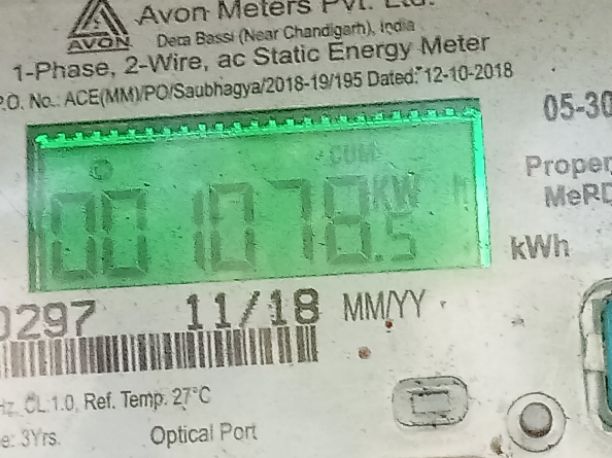 Avon Meters Pvt. Ltd.
AVON
Dera Bassi (Near Chandigarh), India
1-Phase, 2-Wire, ac Static Energy Meter
P.O. No.: ACE(MM)/PO/Saubhagya/2018-19/195 Dated: 12-10-2018
05-30
CUM
001078.5 KW h
Proper
MeRD
kWh
0297 11/18 MM/YY
Hz, CL.1.0, Ref. Temp. 27°C
e: 3Yrs. Optical Port